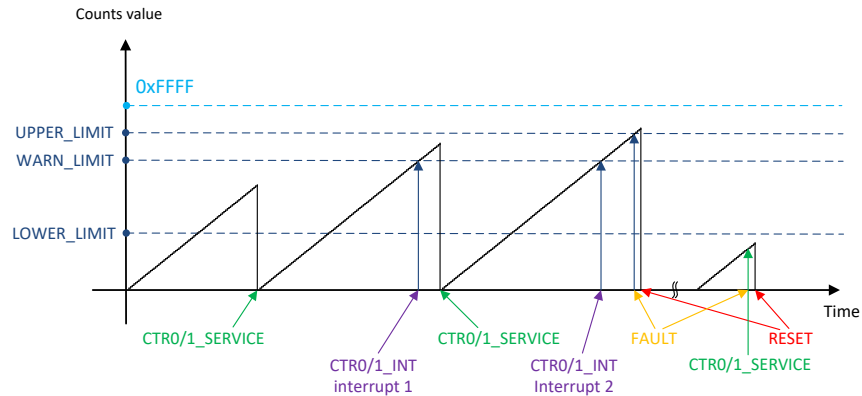 Counts value
0xFFFF
UPPER_LIMIT
WARN_LIMIT
LOWER_LIMIT
Time
CTR0/1_SERVICE
CTR0/1_INT
interrupt 1
CTR0/1_SERVICE
CTR0/1_INT
Interrupt 2
FAULT
RESET
CTR0/1_SERVICE